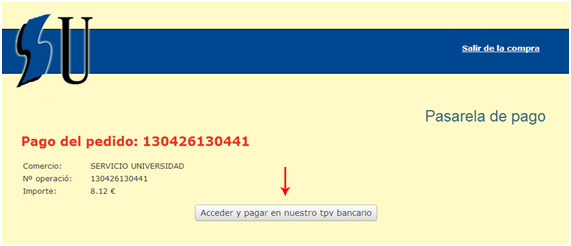 SU
Salir de la compra
Pasarela de pago
Pago del pedido: 130426130441
Comercio: SERVICIO UNIVERSIDAD
Nº operació: 130426130441
Importe: 8.12 €
Acceder y pagar en nuestro tpv bancario